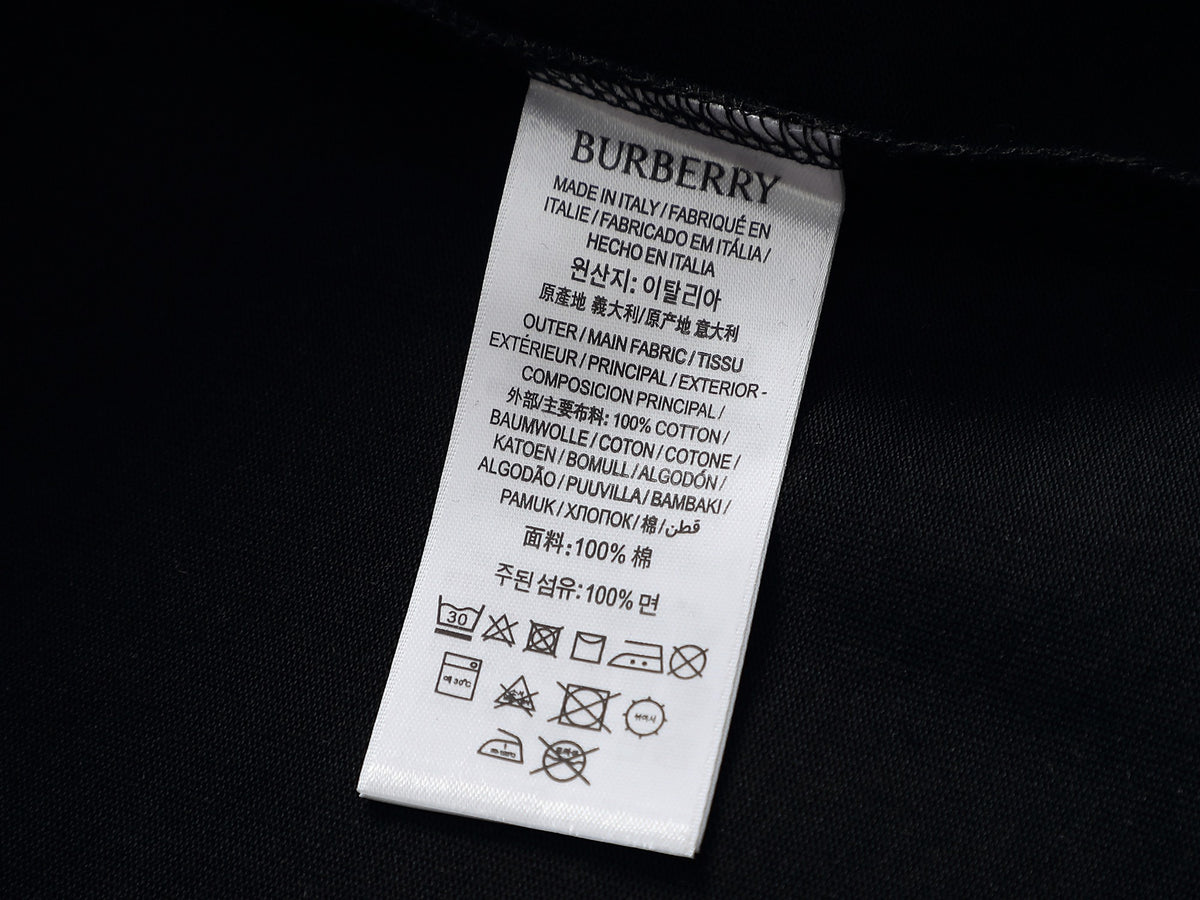 BURBERRY
MADE IN ITALY / FABRIQUÉ EN
ITALIE / FABRICADO EM ITÁLIA /
HECHO EN ITALIA
원산지: 이탈리아
原產地 義大利/原产地 意大利
OUTER / MAIN FABRIC / TISSU
EXTÉRIEUR / PRINCIPAL / EXTERIOR -
COMPOSICION PRINCIPAL /
外部/主要布料: 100% COTTON /
BAUMWOLLE / COTON / COTONE /
KATOEN / BOMULL / ALGODÓN /
ALGODÃO / PUUVILLA / BAMBAKI /
PAMUK / ХЛОПОК / 棉 / قطن
面料:100% 棉
주된 섬유:100% 면
30
30℃